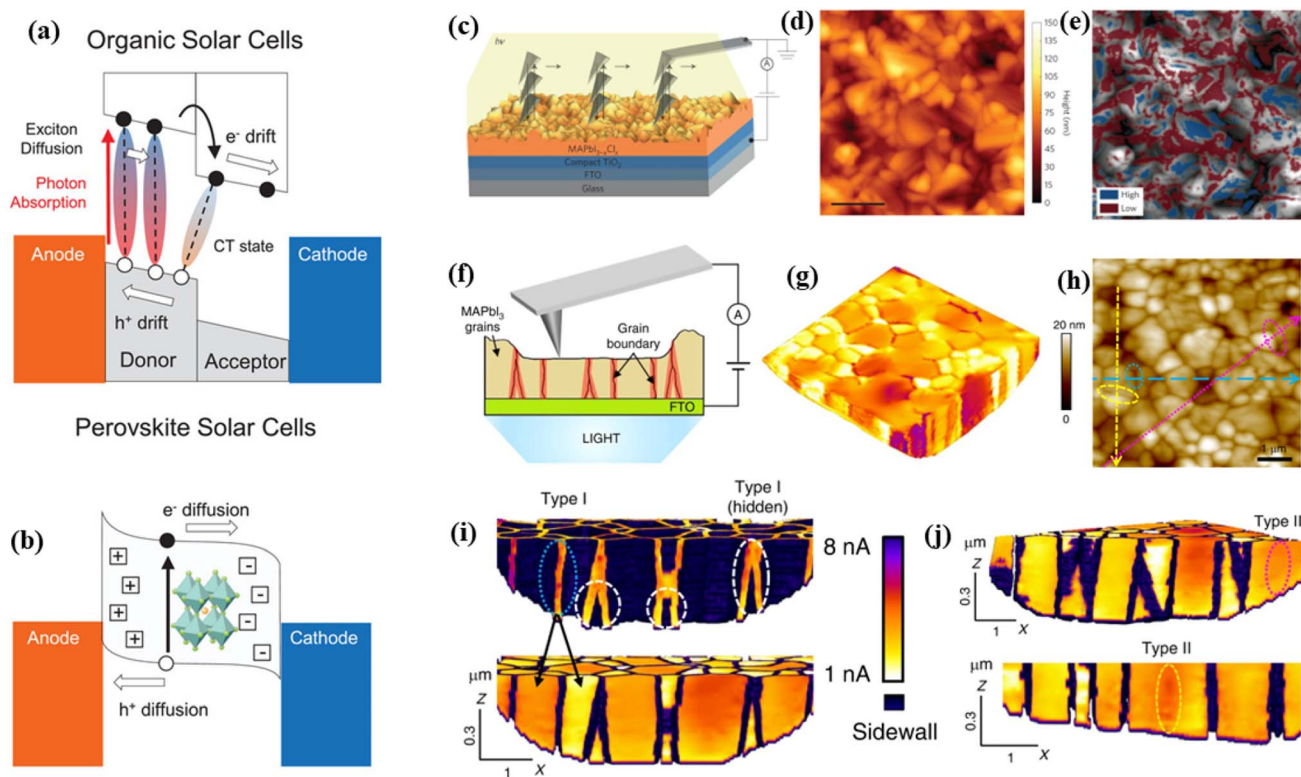 (a)
Organic Solar Cells
Exciton
Diffusion
e⁻ drift
Photon
Absorption
CT state
Anode
Cathode
h⁺ drift
Donor
Acceptor
Perovskite Solar Cells
(b)
e⁻ diffusion
+
+
+
+
-
-
-
-
Anode
Cathode
h⁺ diffusion
(c)
hν
A
MAPbI₃₋ₓClₓ
Compact TiO₂
FTO
Glass
(d)
150
135
120
105
90
75
60
45
30
15
0
Height (nm)
(e)
High
Low
(f)
MAPbI₃
grains
Grain
boundary
A
FTO
LIGHT
(g)
(h)
20 nm
0
1 μm
(i)
Type I
Type I
(hidden)
μm
Z
0.3
1
X
8 nA
1 nA
Sidewall
(j)
Type II
μm
Z
0.3
1
X
Type II
μm
Z
0.3
1
X